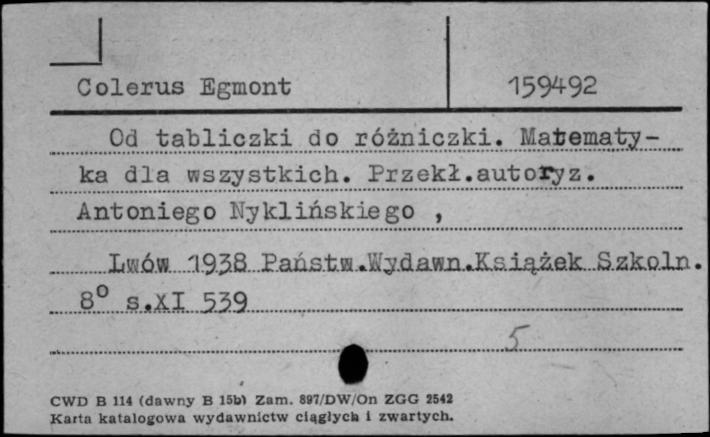 Colerus Egmont 159492
Od tabliczki do różniczki. Matematy-
ka dla wszystkich. Przekł.autoryz.
Antoniego Nyklińskiego ,
Lwów 1938 Państw.Wydawn.Książek Szkoln.
8° s.XI 539
5
CWD B 114 (dawny B 15b) Zam. 897/DW/On ZGG 2542
Karta katalogowa wydawnictw ciągłych i zwartych.